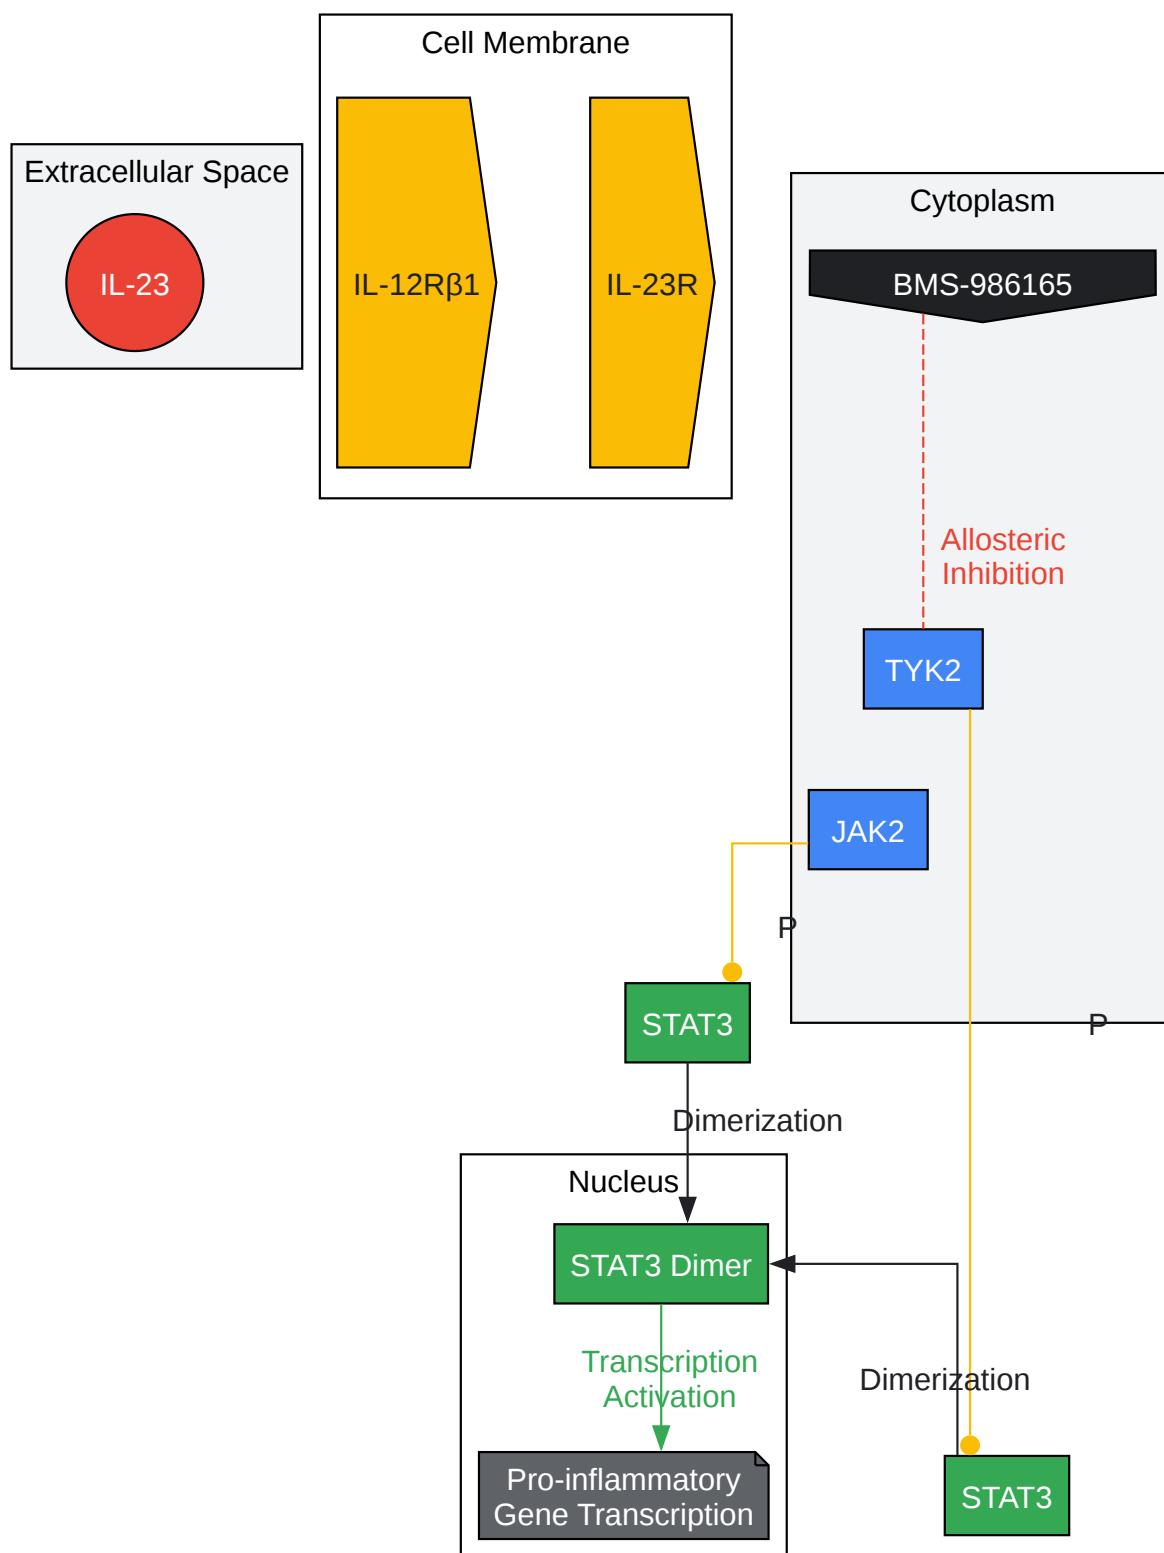 Cell Membrane
Extracellular Space
Cytoplasm
IL-23
IL-12Rβ1
IL-23R
BMS-986165
Allosteric
Inhibition
TYK2
JAK2
P
STAT3
P
Dimerization
Nucleus
STAT3 Dimer
Transcription
Activation
Dimerization
Pro-inflammatory
Gene Transcription
STAT3